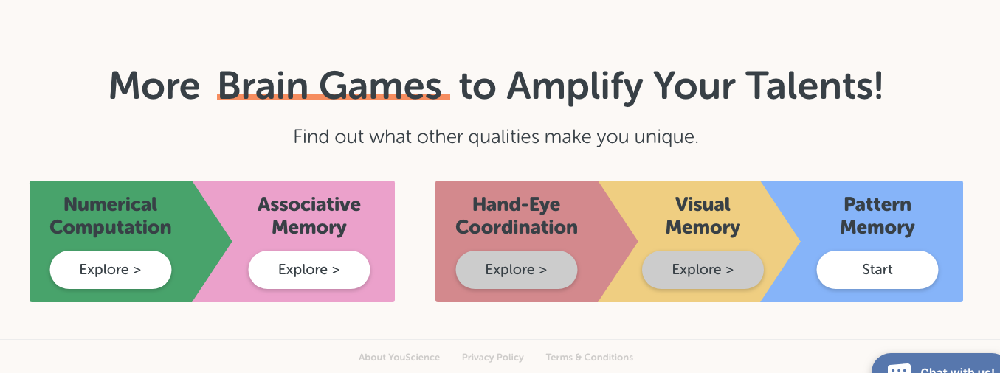 More Brain Games to Amplify Your Talents!
Find out what other qualities make you unique.
Numerical
Computation
Explore >
Associative
Memory
Explore >
Hand-Eye
Coordination
Explore >
Visual
Memory
Explore >
Pattern
Memory
Start
About YouScience
Privacy Policy
Terms & Conditions
Chat with us!